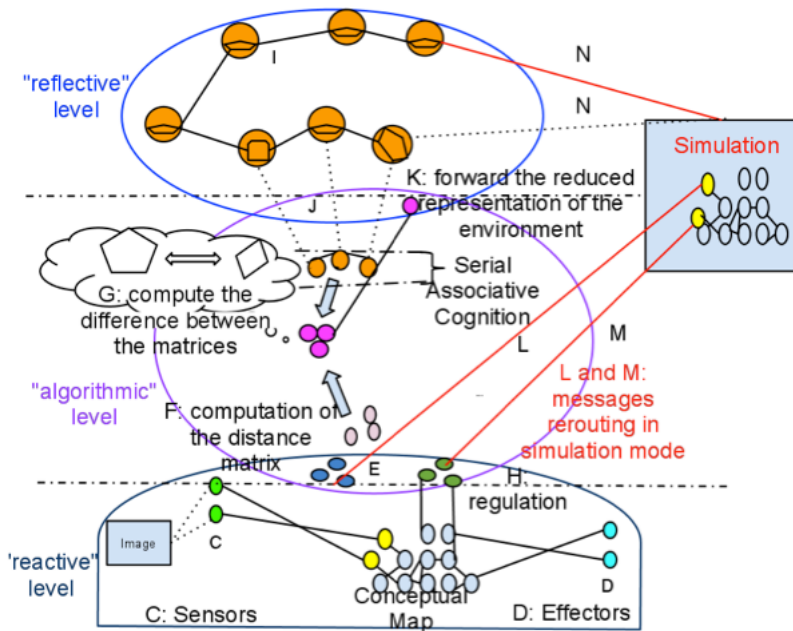 N
I
"reflective"
level
N
Simulation
K: forward the reduced
representation of the
environment
J
Serial
Associative
Cognition
G: compute the
difference between
the matrices
L
M
L and M:
messages
rerouting in
simulation mode
"algorithmic"
level
F: computation of
the distance
matrix
E
H:
regulation
Image
C
'reactive"
level
D
Conceptual
Map
C: Sensors
D: Effectors